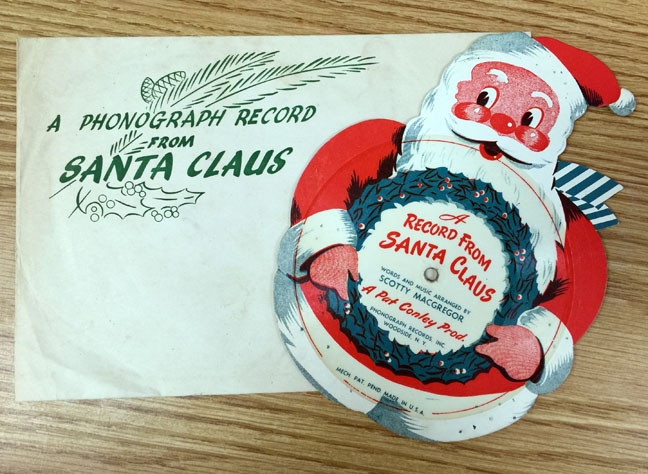 A PHONOGRAPH RECORD
FROM
SANTA CLAUS
A
RECORD FROM
SANTA CLAUS
WORDS AND MUSIC ARRANGED BY
SCOTTY MACGREGOR
A Pat Conley Prod.
PHONOGRAPH RECORDS, INC.
WOODSIDE, N.Y.
MECH. PAT. PEND. MADE IN U.S.A.